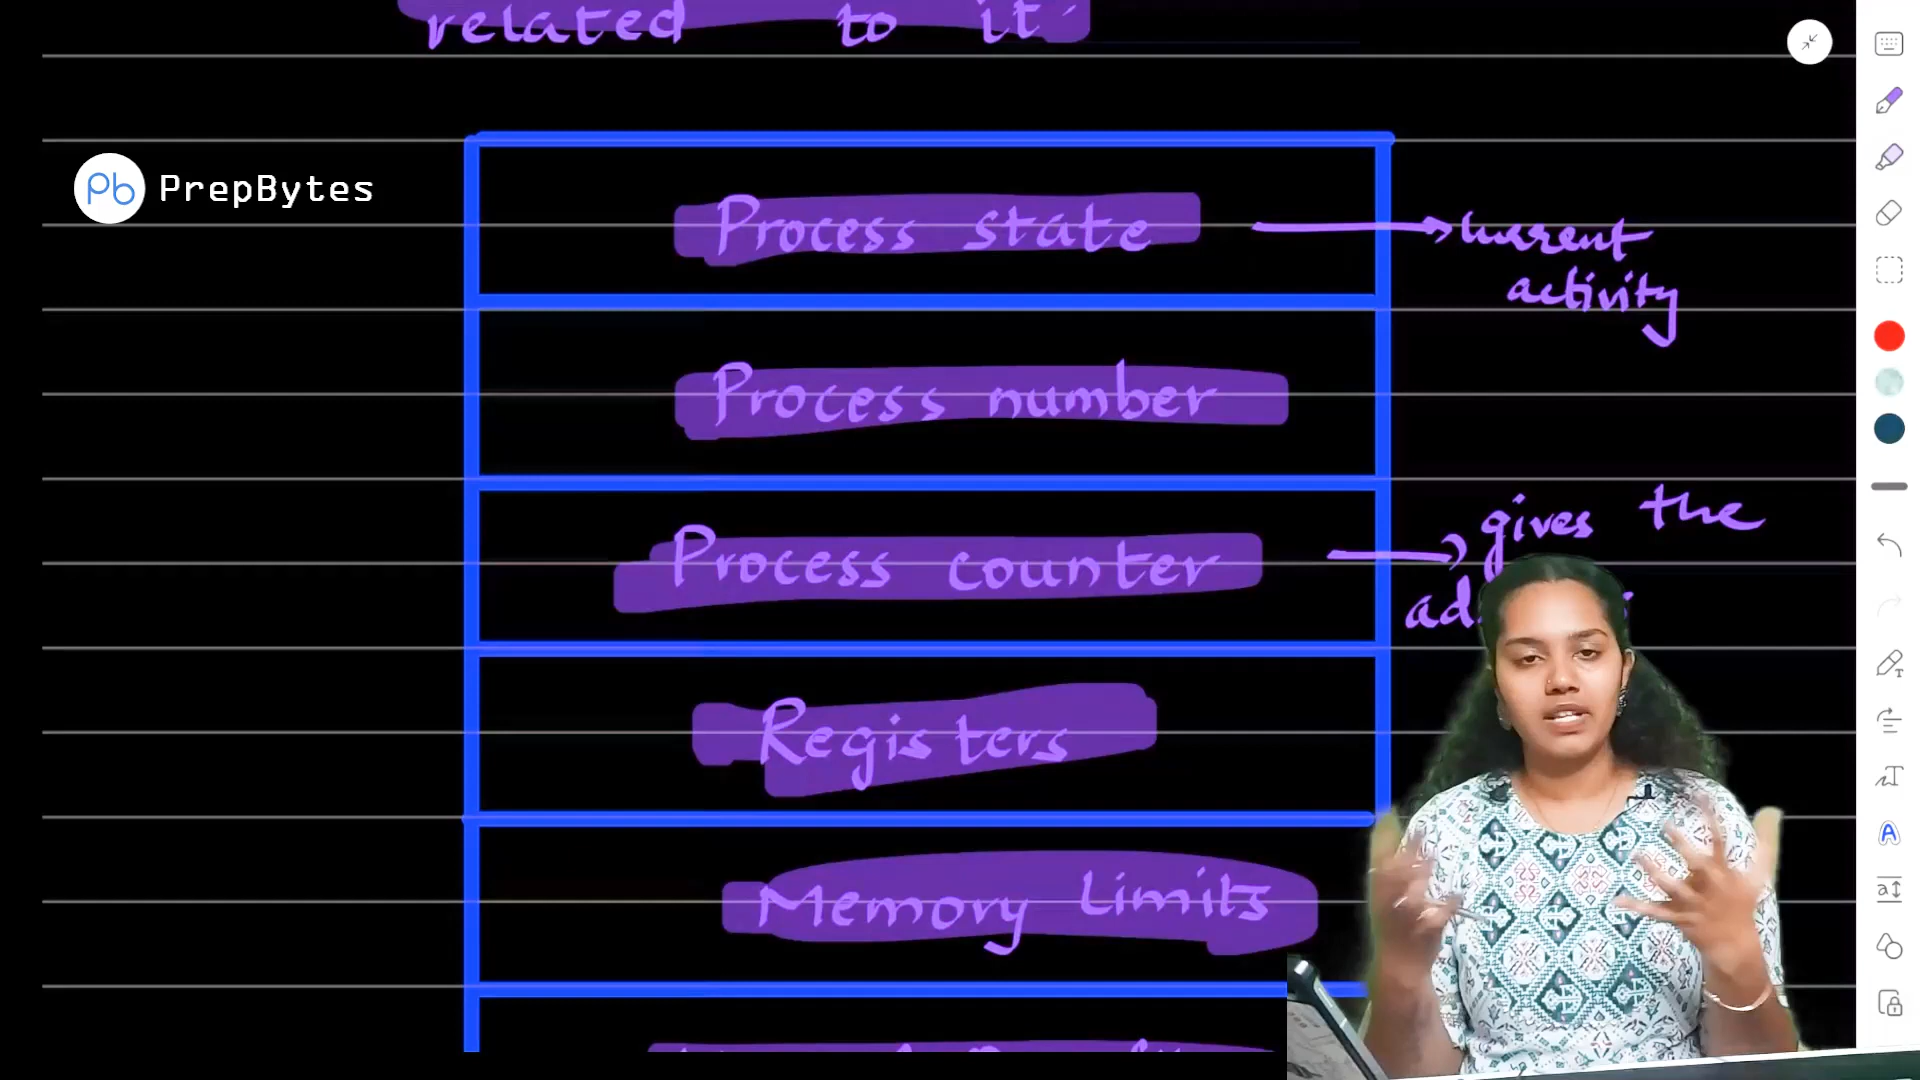 related to it
PrepBytes
Process state
current
activity
Process number
Process counter
gives the
Registers
Memory Limits